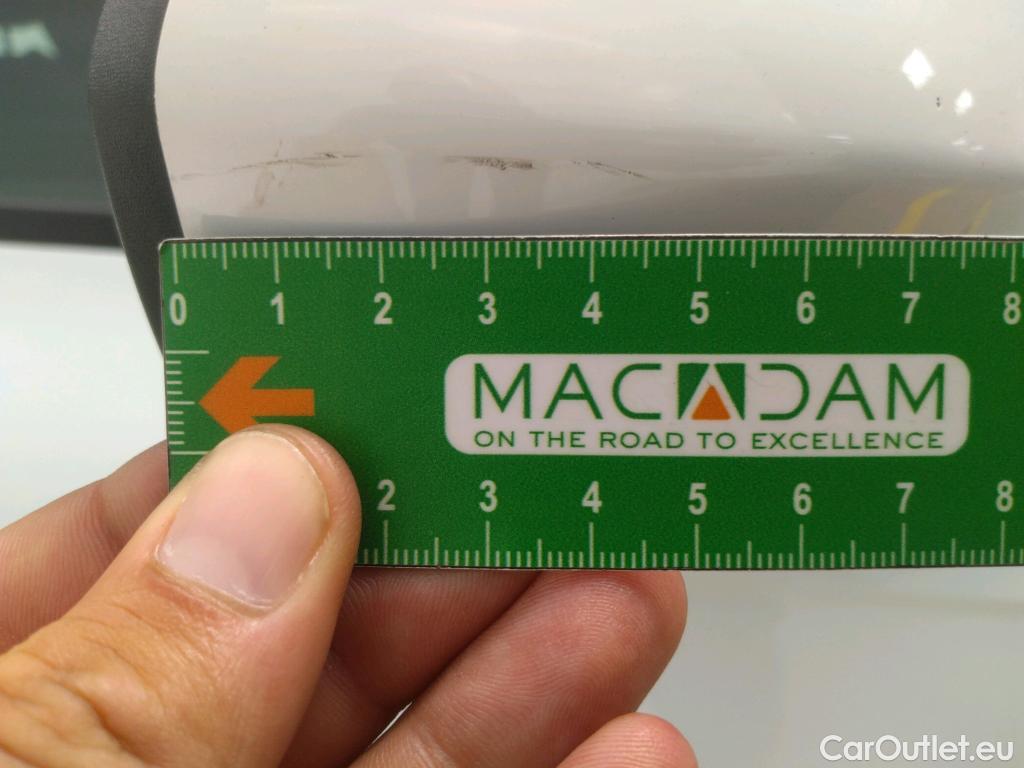 0 1 2 3 4 5 6 7 8
MACADAM
ON THE ROAD TO EXCELLENCE
2 3 4 5 6 7 8
CarOutlet.eu